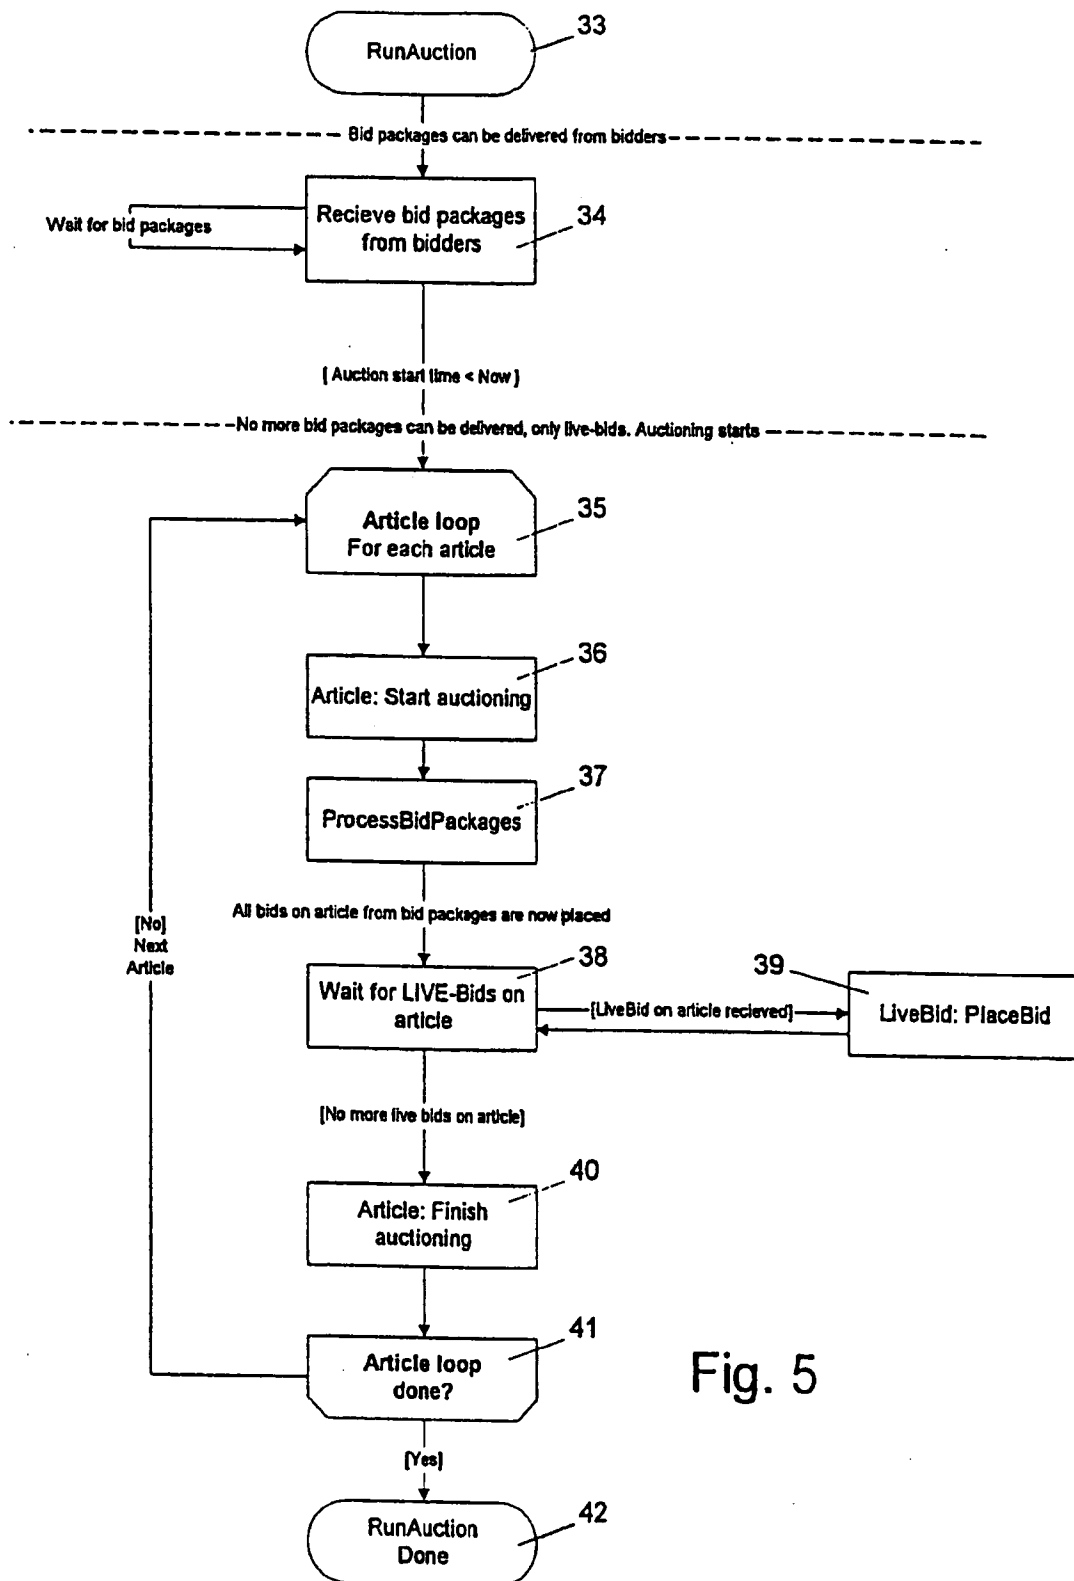 33
RunAuction
Bid packages can be delivered from bidders
Wait for bid packages
Recieve bid packages
from bidders
34
[ Auction start time < Now ]
No more bid packages can be delivered, only live-bids. Auctioning starts
Article loop
For each article
35
36
Article: Start auctioning
37
ProcessBidPackages
All bids on article from bid packages are now placed
[No]
Next
Article
38
Wait for LIVE-Bids on
article
[LiveBid on article recieved]
39
LiveBid: PlaceBid
[No more live bids on article]
40
Article: Finish
auctioning
41
Article loop
done?
Fig. 5
[Yes]
42
RunAuction
Done